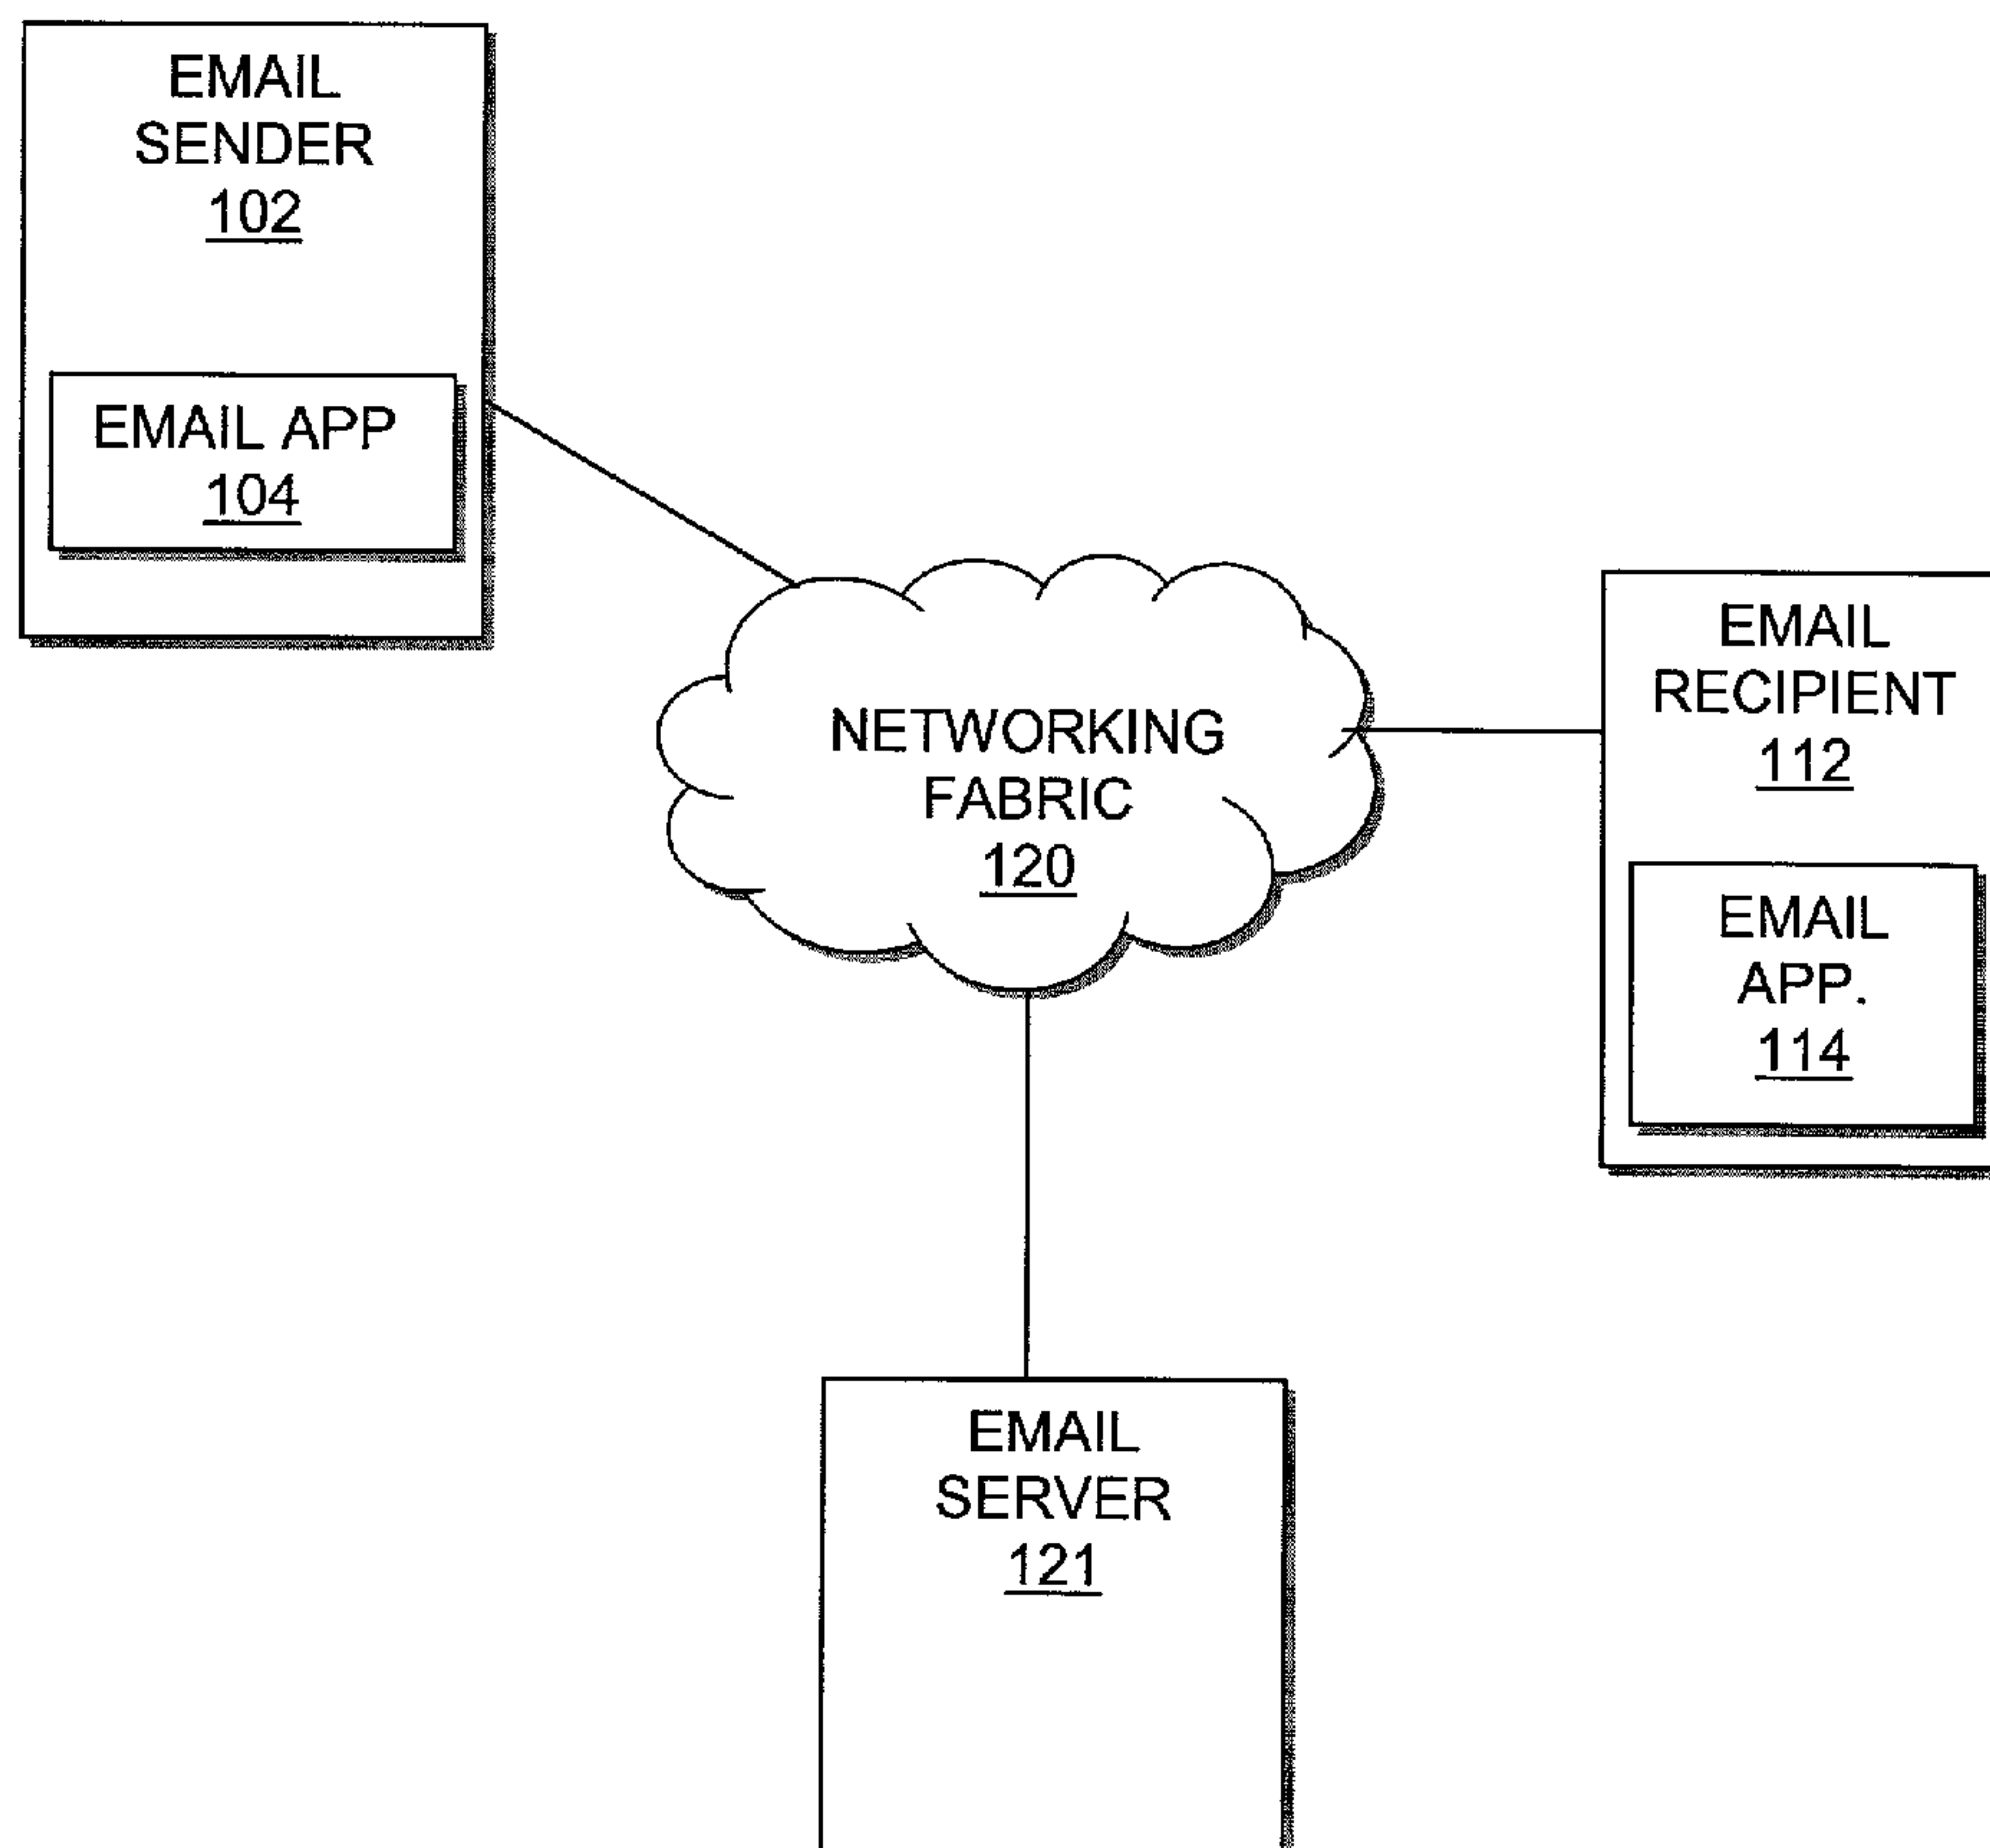 EMAIL
SENDER
102
EMAIL APP
104
NETWORKING
FABRIC
120
EMAIL
RECIPIENT
112
EMAIL
APP.
114
EMAIL
SERVER
121